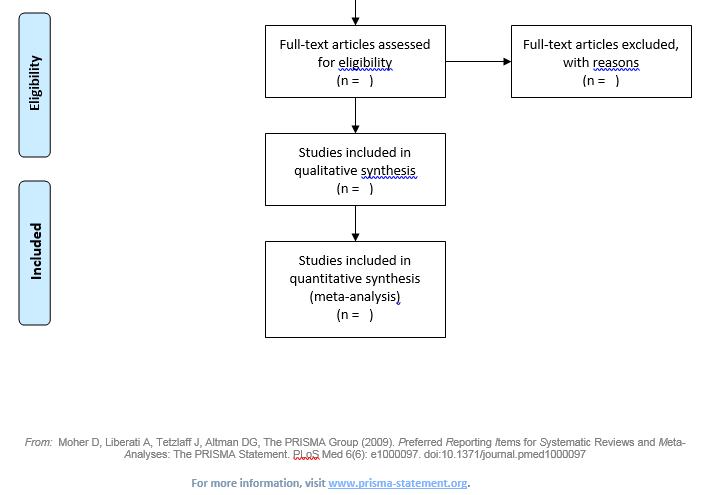 Eligibility
Full-text articles assessed
for eligibility
(n =   )
Full-text articles excluded,
with reasons
(n =   )
Studies included in
qualitative synthesis
(n =   )
Included
Studies included in
quantitative synthesis
(meta-analysis)
(n =   )
From:  Moher D, Liberati A, Tetzlaff J, Altman DG, The PRISMA Group (2009). Preferred Reporting Items for Systematic Reviews and Meta-
Analyses: The PRISMA Statement. PLoS Med 6(6): e1000097. doi:10.1371/journal.pmed1000097
For more information, visit www.prisma-statement.org.